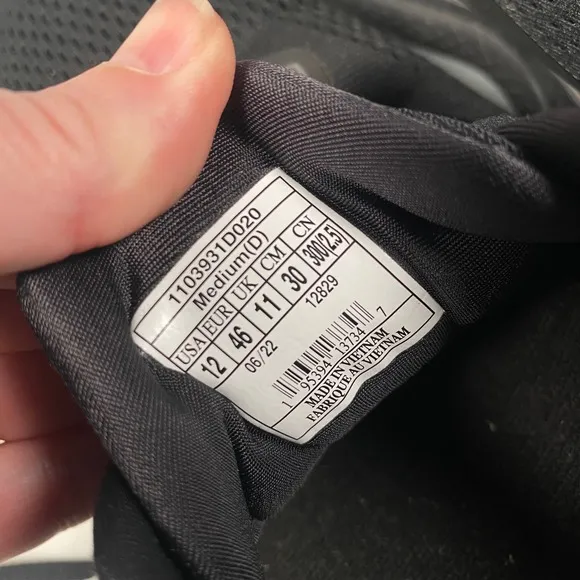 1103931D020
Medium(D)
USA EUR UK CM CN
12 46 11 30 300(2.5)
06/22 12829
1 95394 13734 7
MADE IN VIETNAM
FABRIQUE AU VIETNAM